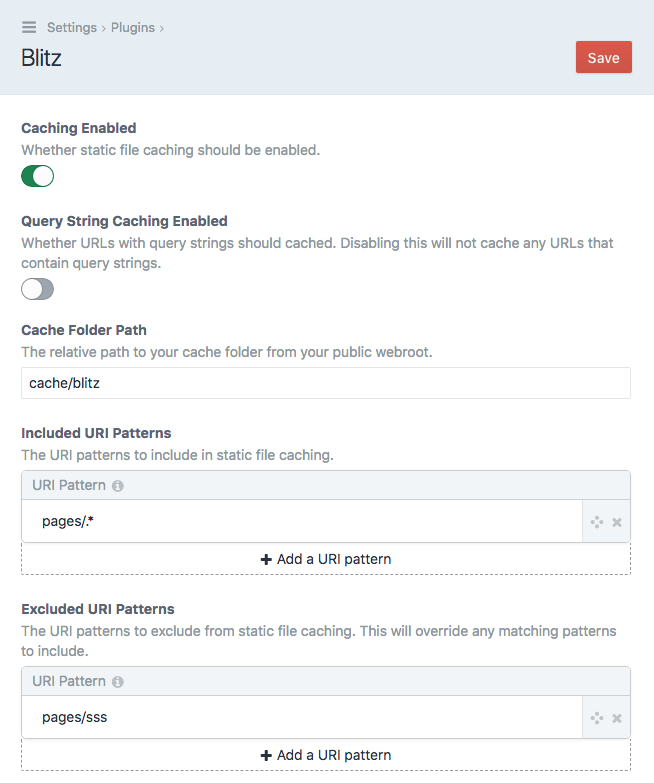 Settings › Plugins ›
Blitz
Save
Caching Enabled
Whether static file caching should be enabled.
Query String Caching Enabled
Whether URLs with query strings should cached. Disabling this will not cache any URLs that
contain query strings.
Cache Folder Path
The relative path to your cache folder from your public webroot.
cache/blitz
Included URI Patterns
The URI patterns to include in static file caching.
URI Pattern
pages/.*
Add a URI pattern
Excluded URI Patterns
The URI patterns to exclude from static file caching. This will override any matching patterns
to include.
URI Pattern
pages/sss
Add a URI pattern